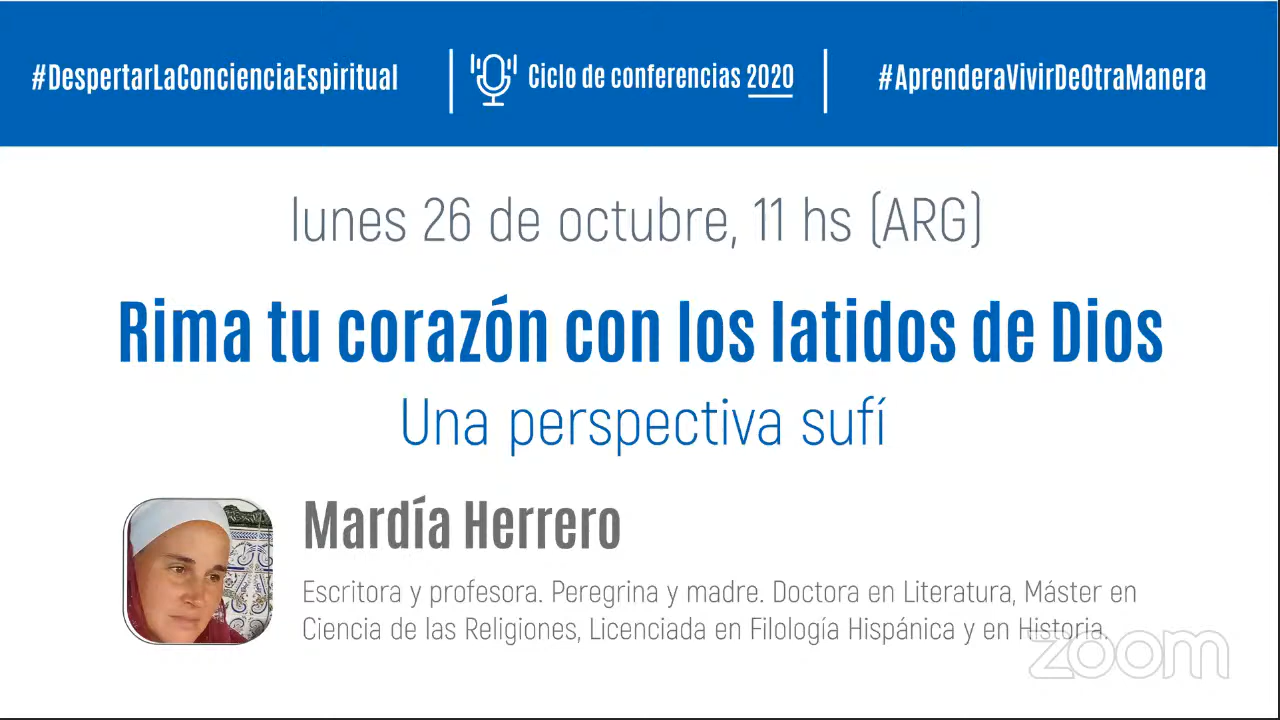 #DespertarLaConcienciaEspiritual
Ciclo de conferencias 2020
#AprenderaVivirDeOtraManera
lunes 26 de octubre, 11 hs (ARG)
Rima tu corazón con los latidos de Dios
Una perspectiva sufí
Mardía Herrero
Escritora y profesora. Peregrina y madre. Doctora en Literatura, Máster en
Ciencia de las Religiones, Licenciada en Filología Hispánica y en Historia.
zoom